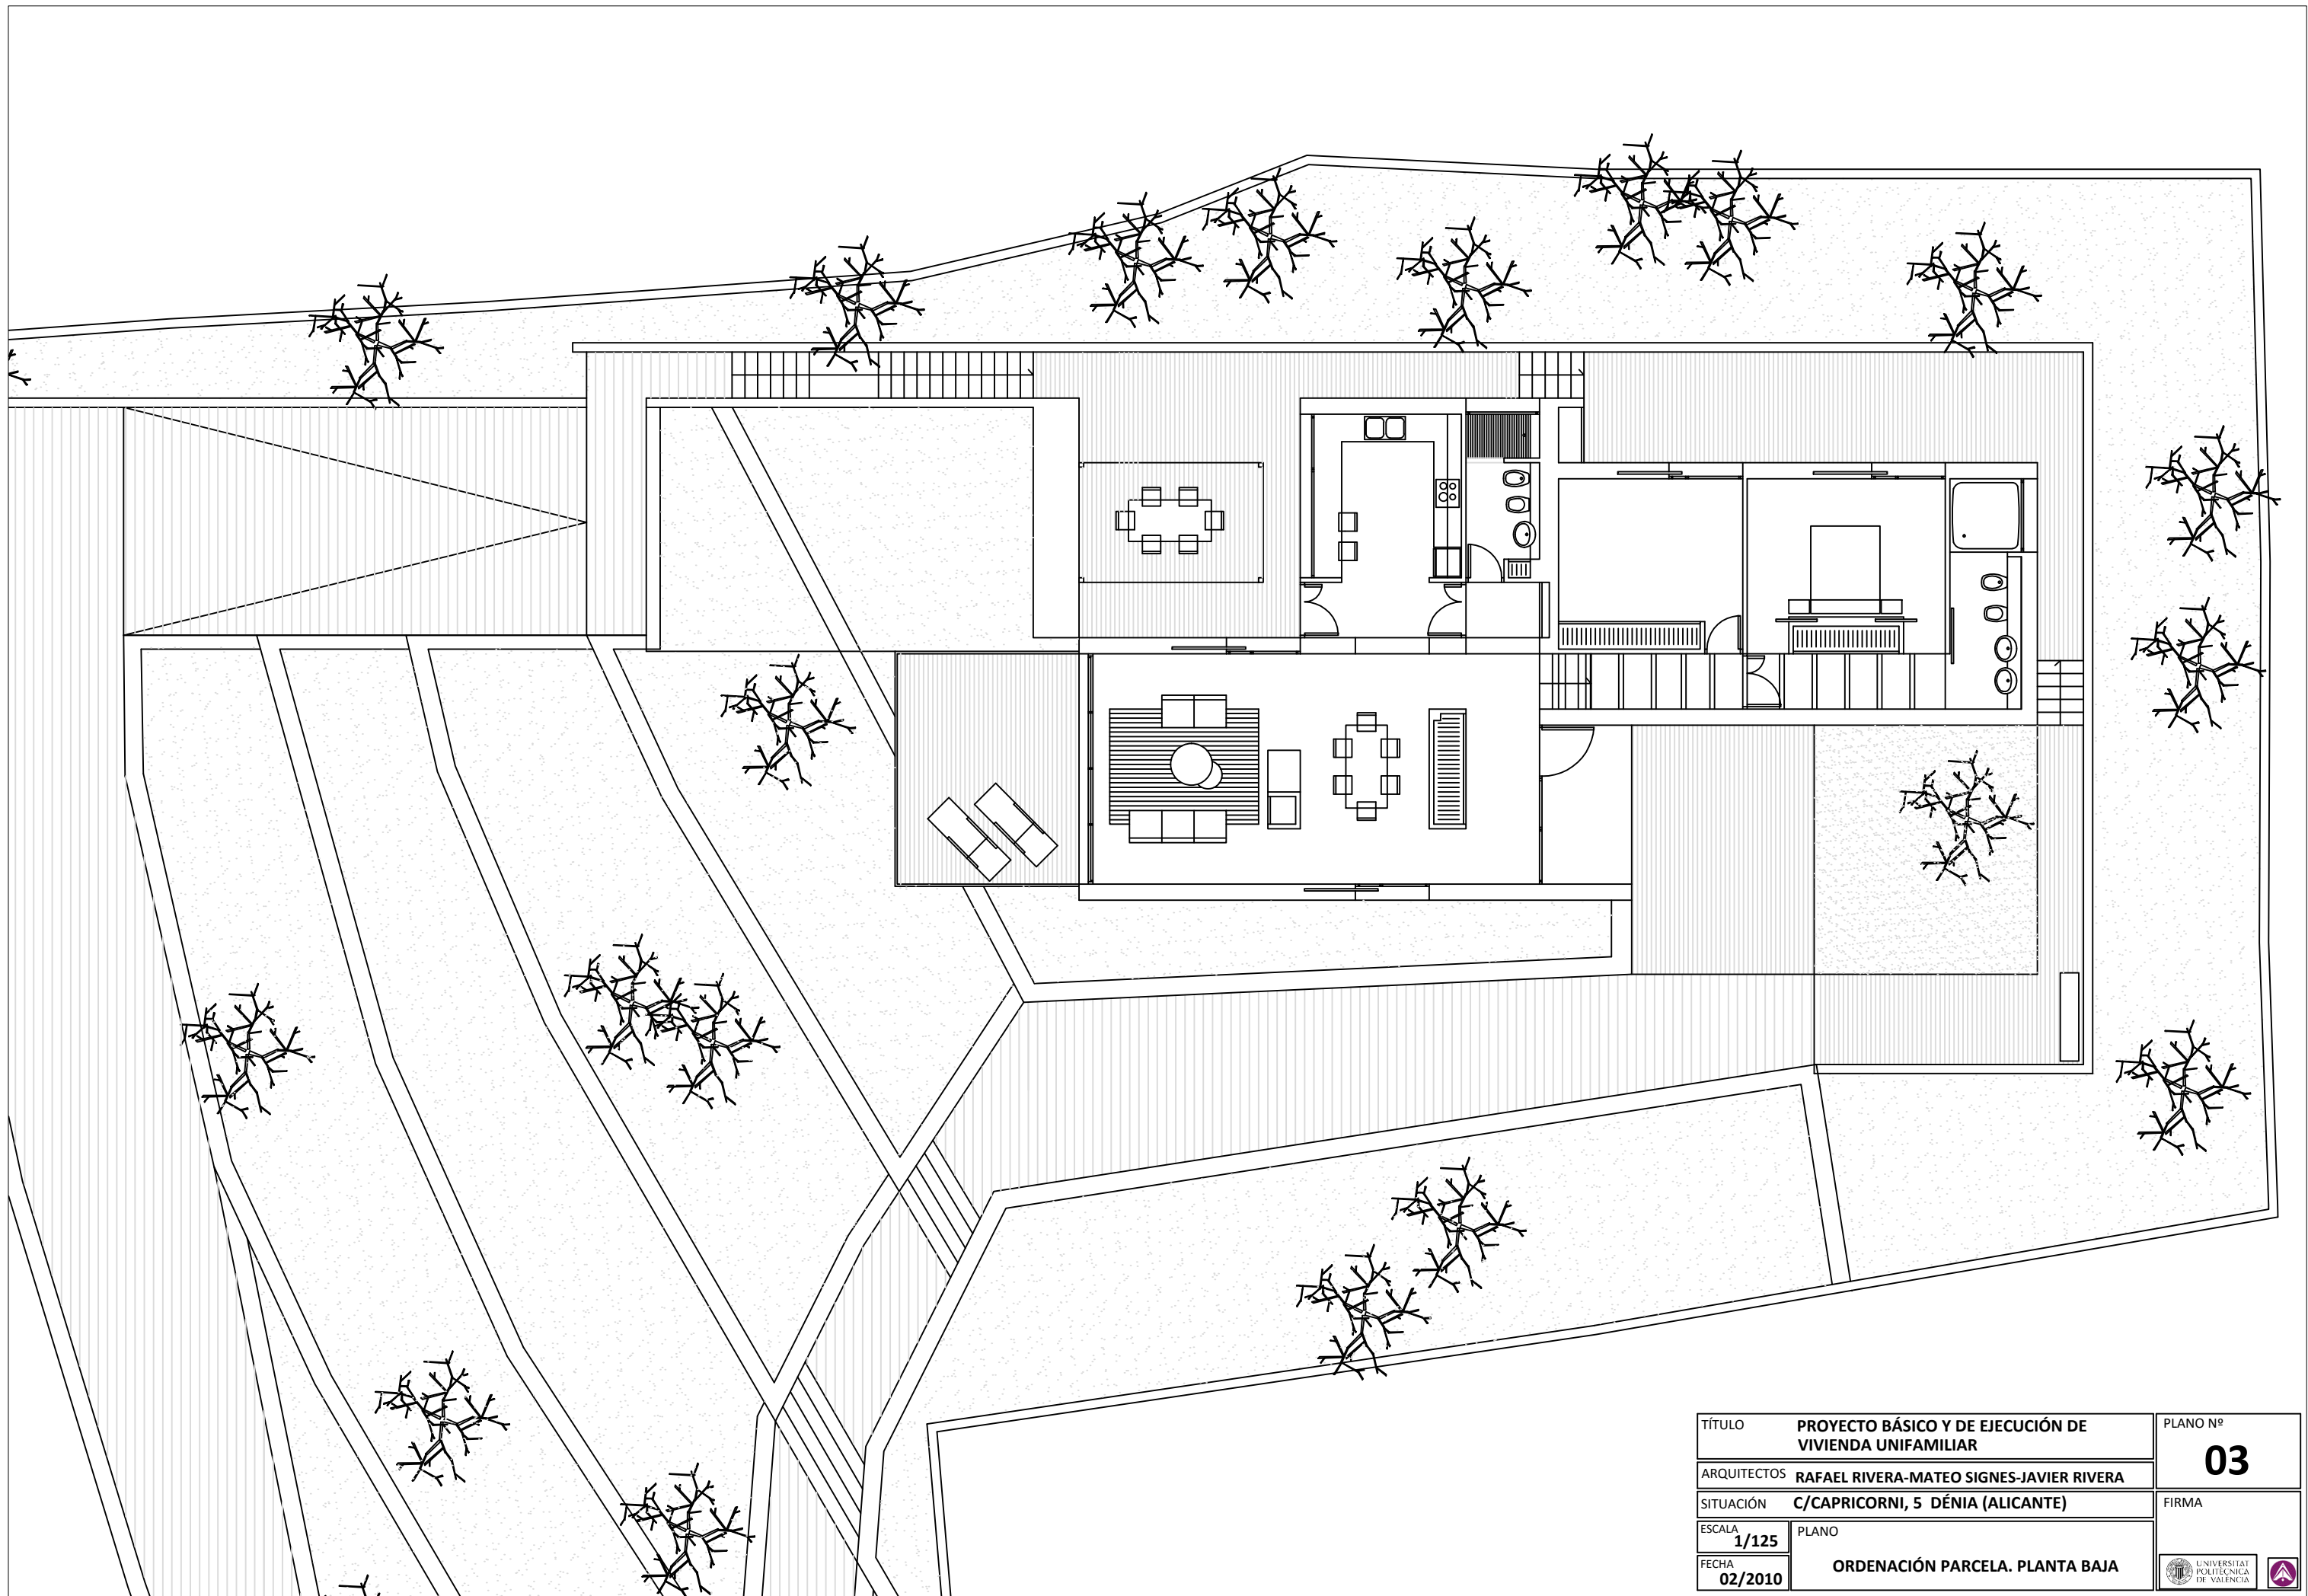 TÍTULO
PROYECTO BÁSICO Y DE EJECUCIÓN DE
VIVIENDA UNIFAMILIAR
PLANO Nº
03
ARQUITECTOS RAFAEL RIVERA-MATEO SIGNES-JAVIER RIVERA
SITUACIÓN C/CAPRICORNI, 5 DÉNIA (ALICANTE)
FIRMA
ESCALA
1/125
PLANO
ORDENACIÓN PARCELA. PLANTA BAJA
FECHA
02/2010
UNIVERSITAT
POLITÈCNICA
DE VALÈNCIA